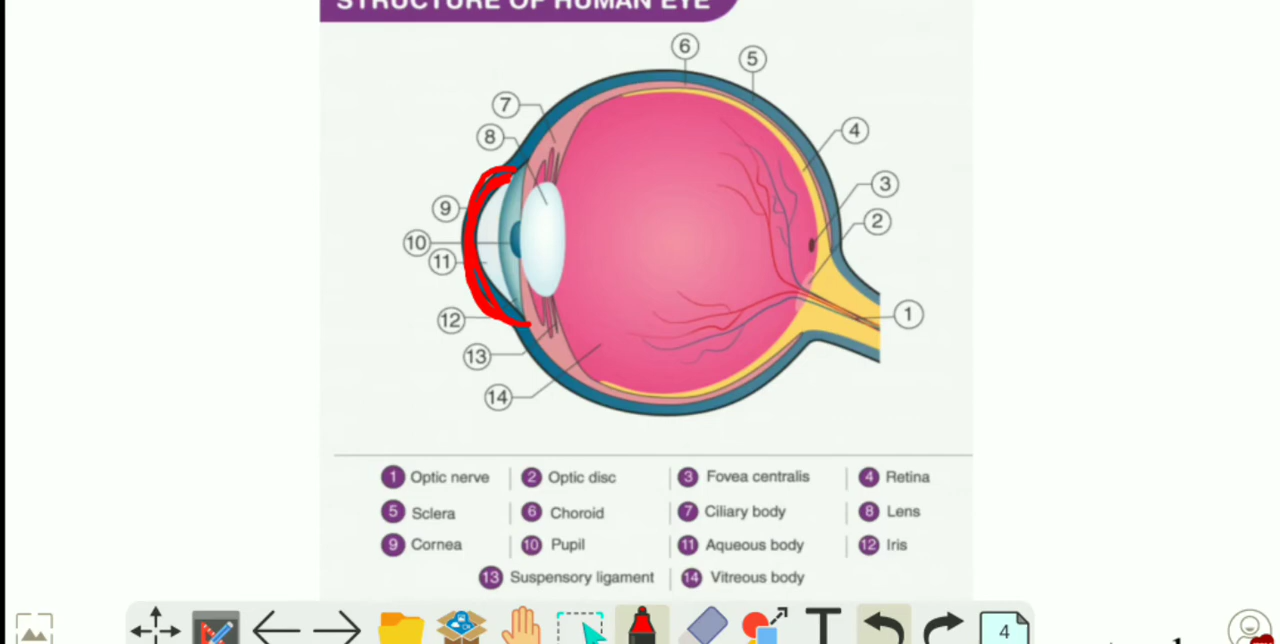 STRUCTURE OF HUMAN EYE
6
5
7
8
4
3
9
2
10
11
12
1
13
14
1 Optic nerve 2 Optic disc 3 Fovea centralis 4 Retina
5 Sclera 6 Choroid 7 Ciliary body 8 Lens
9 Cornea 10 Pupil 11 Aqueous body 12 Iris
13 Suspensory ligament 14 Vitreous body
T 4